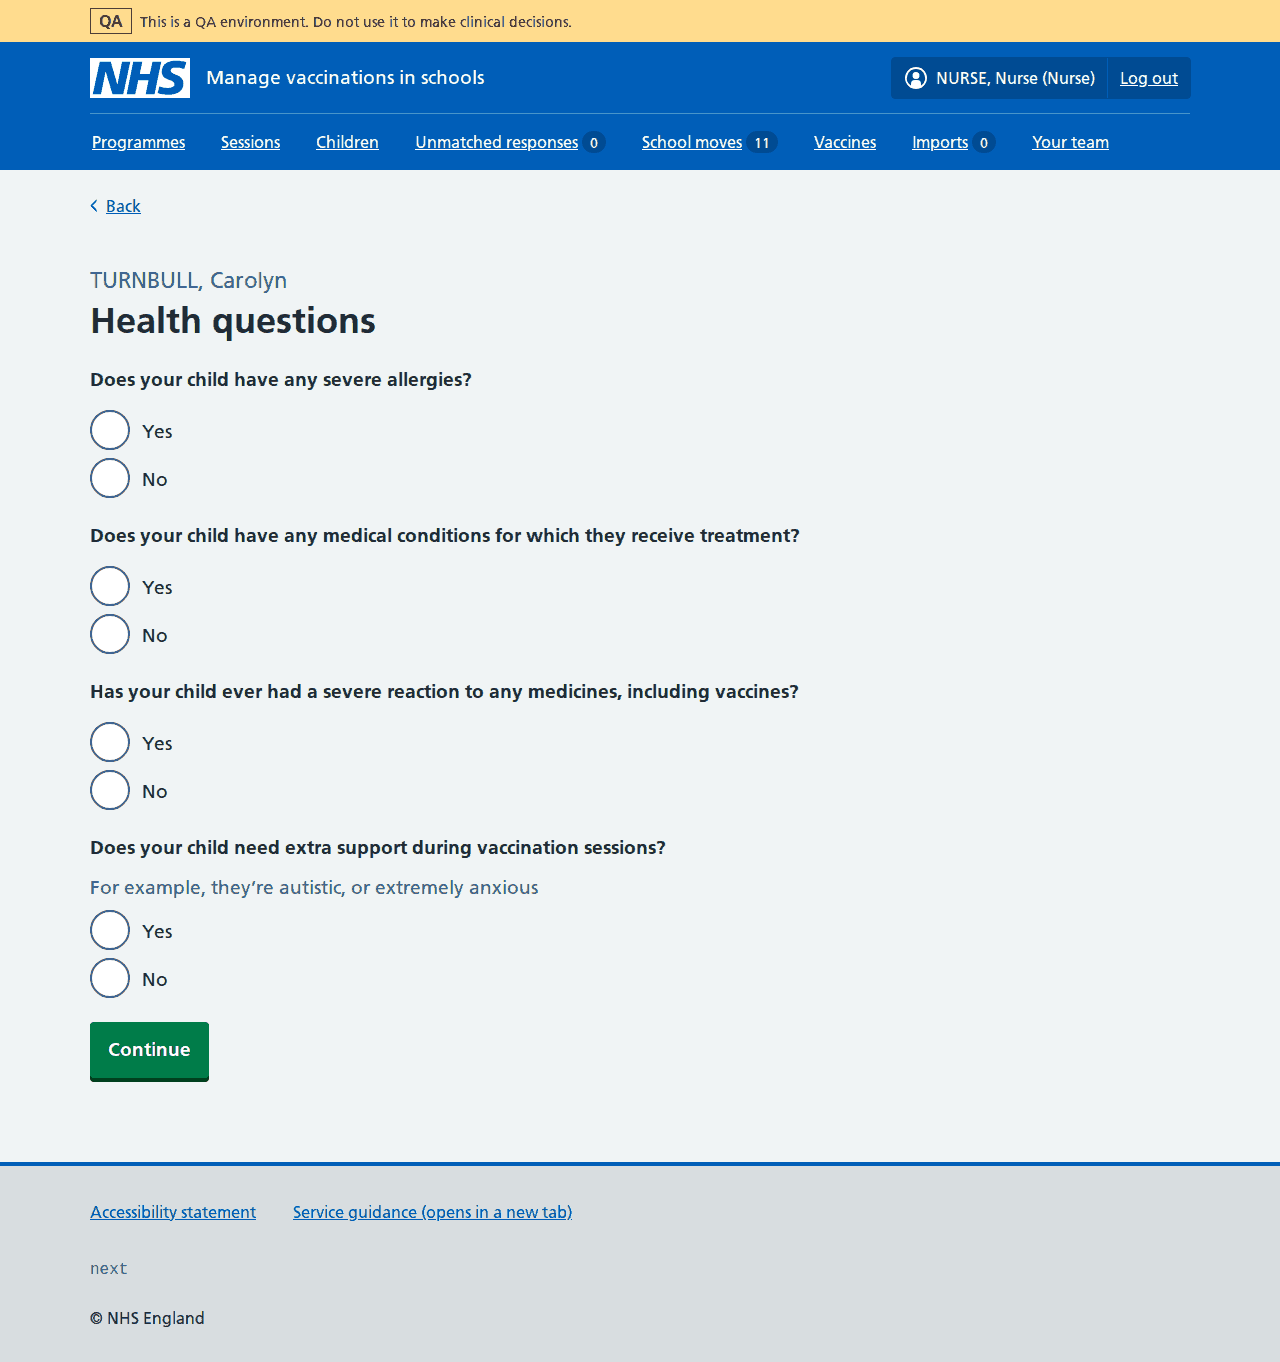 QA This is a QA environment. Do not use it to make clinical decisions.
NHS Manage vaccinations in schools NURSE, Nurse (Nurse) Log out
Programmes Sessions Children Unmatched responses 0 School moves 11 Vaccines Imports 0 Your team
Back
TURNBULL, Carolyn
Health questions
Does your child have any severe allergies?
Yes
No
Does your child have any medical conditions for which they receive treatment?
Yes
No
Has your child ever had a severe reaction to any medicines, including vaccines?
Yes
No
Does your child need extra support during vaccination sessions?
For example, they’re autistic, or extremely anxious
Yes
No
Continue
Accessibility statement Service guidance (opens in a new tab)
next
© NHS England